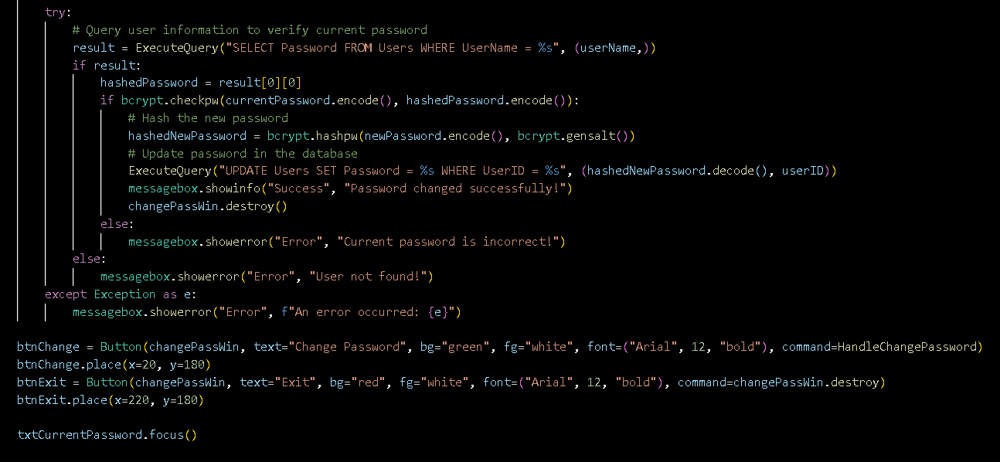 try:
# Query user information to verify current password
result = ExecuteQuery("SELECT Password FROM Users WHERE UserName = %s", (userName,))
if result:
hashedPassword = result[0][0]
if bcrypt.checkpw(currentPassword.encode(), hashedPassword.encode()):
# Hash the new password
hashedNewPassword = bcrypt.hashpw(newPassword.encode(), bcrypt.gensalt())
# Update password in the database
ExecuteQuery("UPDATE Users SET Password = %s WHERE UserID = %s", (hashedNewPassword.decode(), userID))
messagebox.showinfo("Success", "Password changed successfully!")
changePassWin.destroy()
else:
messagebox.showerror("Error", "Current password is incorrect!")
else:
messagebox.showerror("Error", "User not found!")
except Exception as e:
messagebox.showerror("Error", f"An error occurred: {e}")
btnChange = Button(changePassWin, text="Change Password", bg="green", fg="white", font=("Arial", 12, "bold"), command=HandleChangePassword)
btnChange.place(x=20, y=180)
btnExit = Button(changePassWin, text="Exit", bg="red", fg="white", font=("Arial", 12, "bold"), command=changePassWin.destroy)
btnExit.place(x=220, y=180)
txtCurrentPassword.focus()